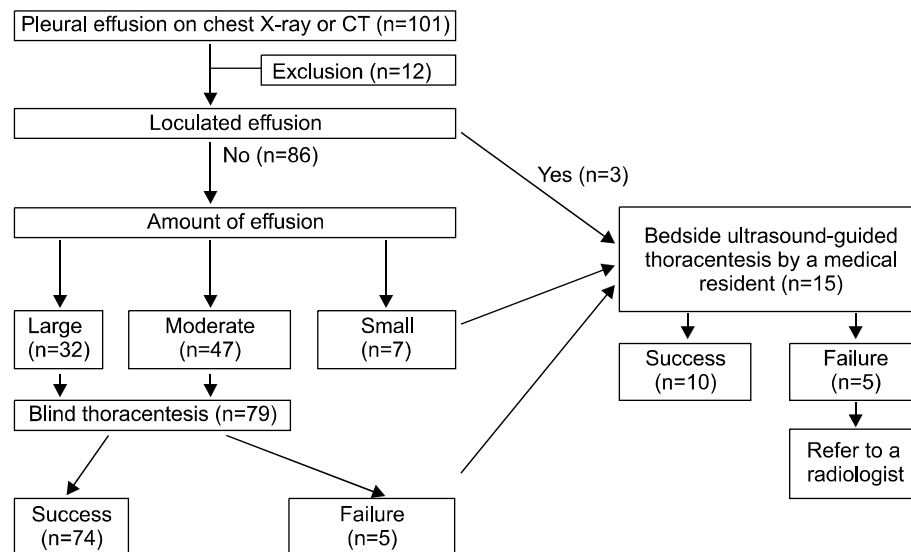 Pleural effusion on chest X-ray or CT (n=101)
Exclusion (n=12)
Loculated effusion
No (n=86)
Yes (n=3)
Amount of effusion
Large
(n=32)
Moderate
(n=47)
Small
(n=7)
Blind thoracentesis (n=79)
Success
(n=74)
Failure
(n=5)
Bedside ultrasound-guided
thoracentesis by a medical
resident (n=15)
Success
(n=10)
Failure
(n=5)
Refer to a
radiologist